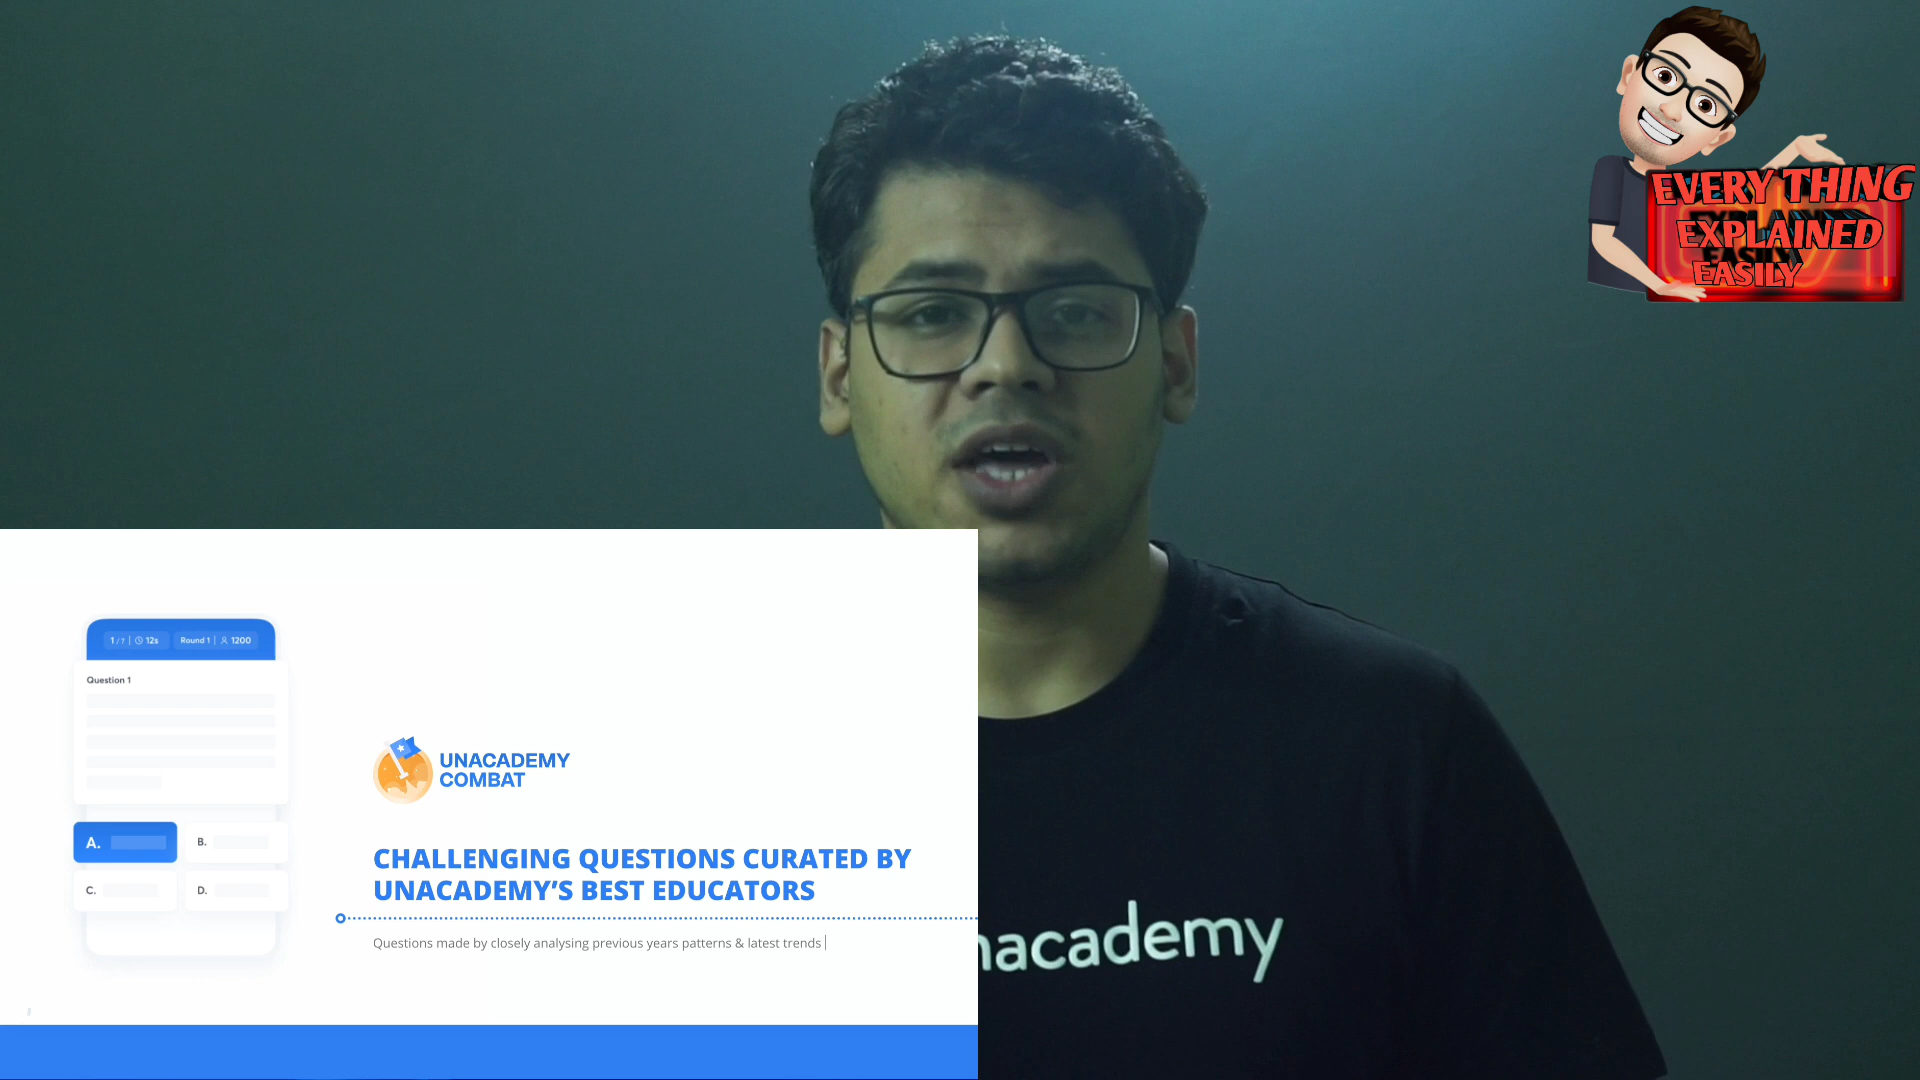 EVERY THING
EXPLAINED
EASILY
1 / 7 | 12s
Round 1 | 1200
Question 1
A.
B.
C.
D.
UNACADEMY
COMBAT
CHALLENGING QUESTIONS CURATED BY
UNACADEMY'S BEST EDUCATORS
Questions made by closely analysing previous years patterns & latest trends
nacademy